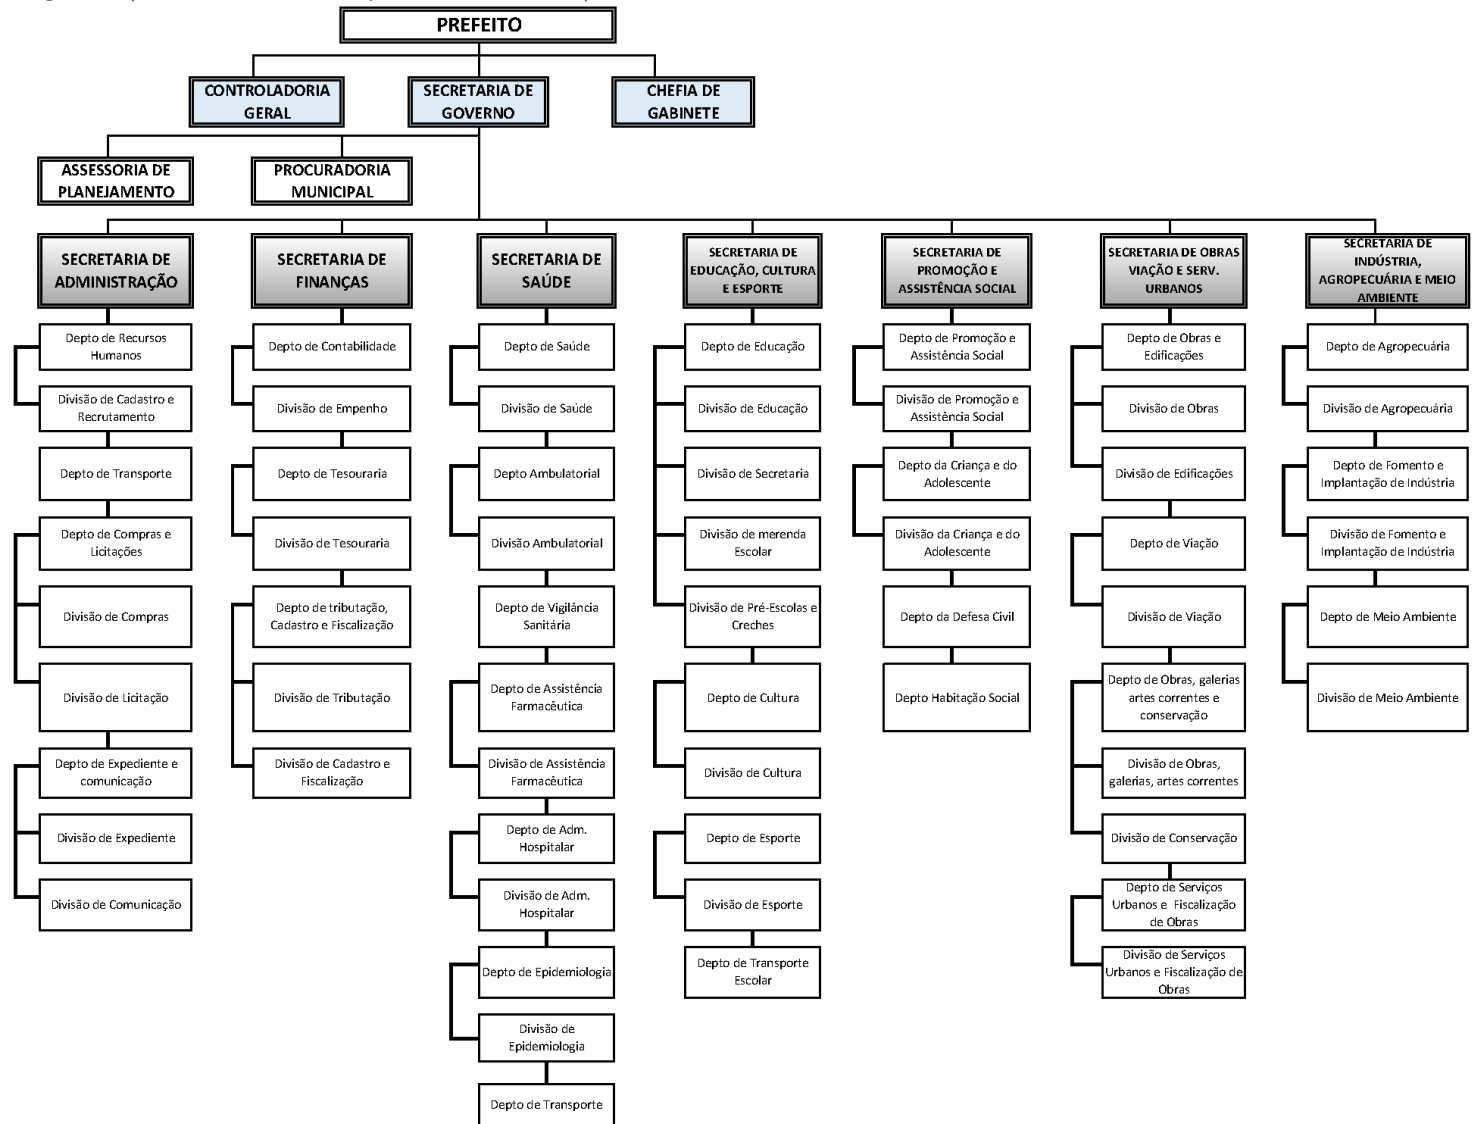 PREFEITO
CONTROLADORIA
GERAL
SECRETARIA DE
GOVERNO
CHEFIA DE
GABINETE
ASSESSORIA DE
PLANEJAMENTO
PROCURADORIA
MUNICIPAL
SECRETARIA DE
ADMINISTRAÇÃO
Depto de Recursos
Humanos
Divisão de Cadastro e
Recrutamento
Depto de Transporte
Depto de Compras e
Licitações
Divisão de Compras
Divisão de Licitação
Depto de Expediente e
comunicação
Divisão de Expediente
Divisão de Comunicação
SECRETARIA DE
FINANÇAS
Depto de Contabilidade
Divisão de Empenho
Depto de Tesouraria
Divisão de Tesouraria
Depto de tributação,
Cadastro e Fiscalização
Divisão de Tributação
Divisão de Cadastro e
Fiscalização
SECRETARIA DE
SAÚDE
Depto de Saúde
Divisão de Saúde
Depto Ambulatorial
Divisão Ambulatorial
Depto de Vigilância
Sanitária
Depto de Assistência
Farmacêutica
Divisão de Assistência
Farmacêutica
Depto de Adm.
Hospitalar
Divisão de Adm.
Hospitalar
Depto de Epidemiologia
Divisão de
Epidemiologia
Depto de Transporte
SECRETARIA DE
EDUCAÇÃO, CULTURA
E ESPORTE
Depto de Educação
Divisão de Educação
Divisão de Secretaria
Divisão de merenda
Escolar
Divisão de Pré-Escolas e
Creches
Depto de Cultura
Divisão de Cultura
Depto de Esporte
Divisão de Esporte
Depto de Transporte
Escolar
SECRETARIA DE
PROMOÇÃO E
ASSISTÊNCIA SOCIAL
Depto de Promoção e
Assistência Social
Divisão de Promoção e
Assistência Social
Depto da Criança e do
Adolescente
Divisão da Criança e do
Adolescente
Depto da Defesa Civil
Depto Habitação Social
SECRETARIA DE OBRAS
VIAÇÃO E SERV.
URBANOS
Depto de Obras e
Edificações
Divisão de Obras
Divisão de Edificações
Depto de Viação
Divisão de Viação
Depto de Obras, galerias
artes correntes e
conservação
Divisão de Obras,
galerias, artes correntes
Divisão de Conservação
Depto de Serviços
Urbanos e Fiscalização
de Obras
Divisão de Serviços
Urbanos e Fiscalização de
Obras
SECRETARIA DE
INDÚSTRIA,
AGROPECUÁRIA E MEIO
AMBIENTE
Depto de Agropecuária
Divisão de Agropecuária
Depto de Fomento e
Implantação de Indústria
Divisão de Fomento e
Implantação de Indústria
Depto de Meio Ambiente
Divisão de Meio Ambiente